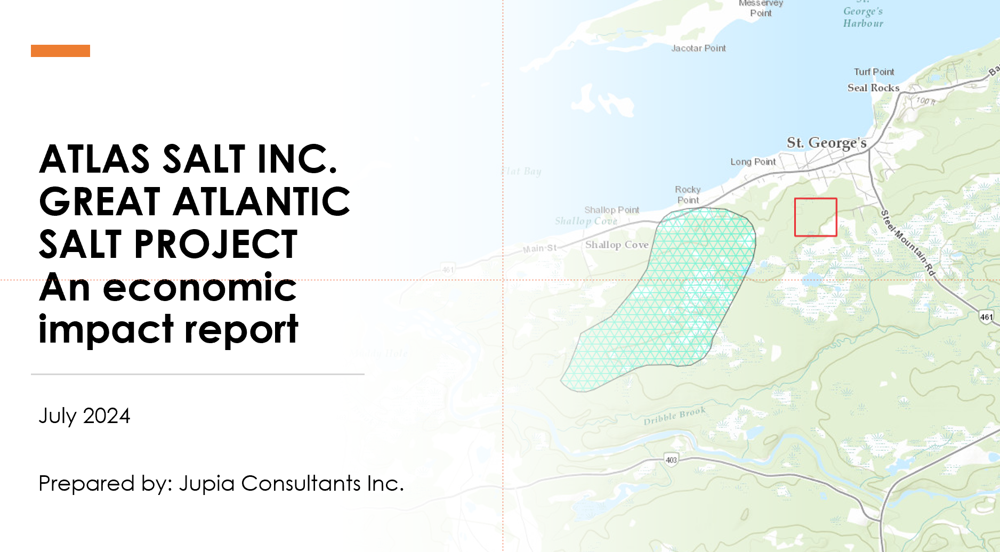 ATLAS SALT INC.
GREAT ATLANTIC
SALT PROJECT
An economic
impact report
July 2024
Prepared by: Jupia Consultants Inc.
Messervey
Point
St.
George's
Harbour
Jacotar Point
Turf Point
Seal Rocks
100 ft
St. George's
Long Point
Flat Bay
Rocky
Point
Shallop Point
Shallop Cove
Shallop Cove
Main St
461
Steel Mountain Rd
461
Dribble Brook
403